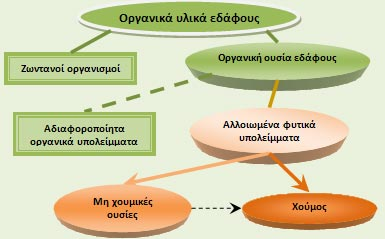 Οργανικά υλικά εδάφους
Ζωντανοί οργανισμοί
Οργανική ουσία εδάφους
Αδιαφοροποίητα
οργανικά υπολείμματα
Αλλοιωμένα φυτικά
υπολείμματα
Μη χουμικές
ουσίες
Χούμος